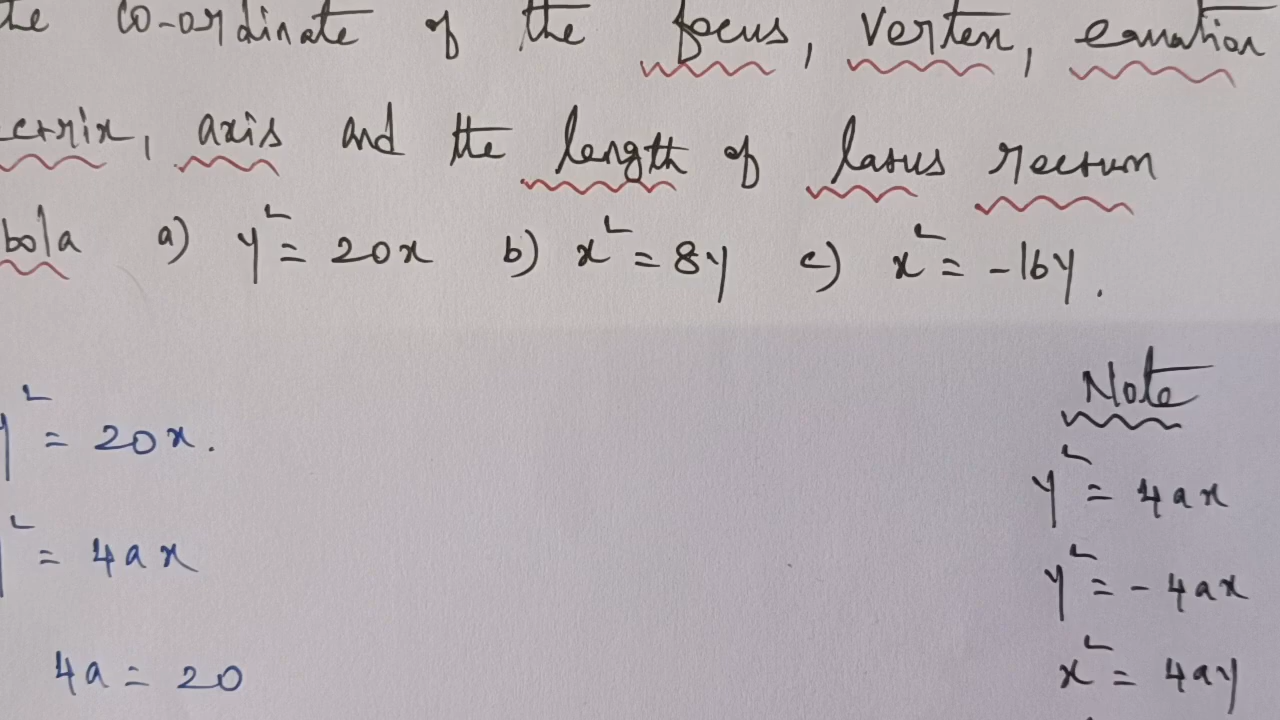 the co-ordinate of the focus, vertex, equation
ectrix, axis and the length of latus rectum
bola a) y² = 20x b) x² = 8y c) x² = -16y.
Note
y² = 20x.
y² = 4ax
y² = 4ax
y² = -4ax
4a = 20
x² = 4ay